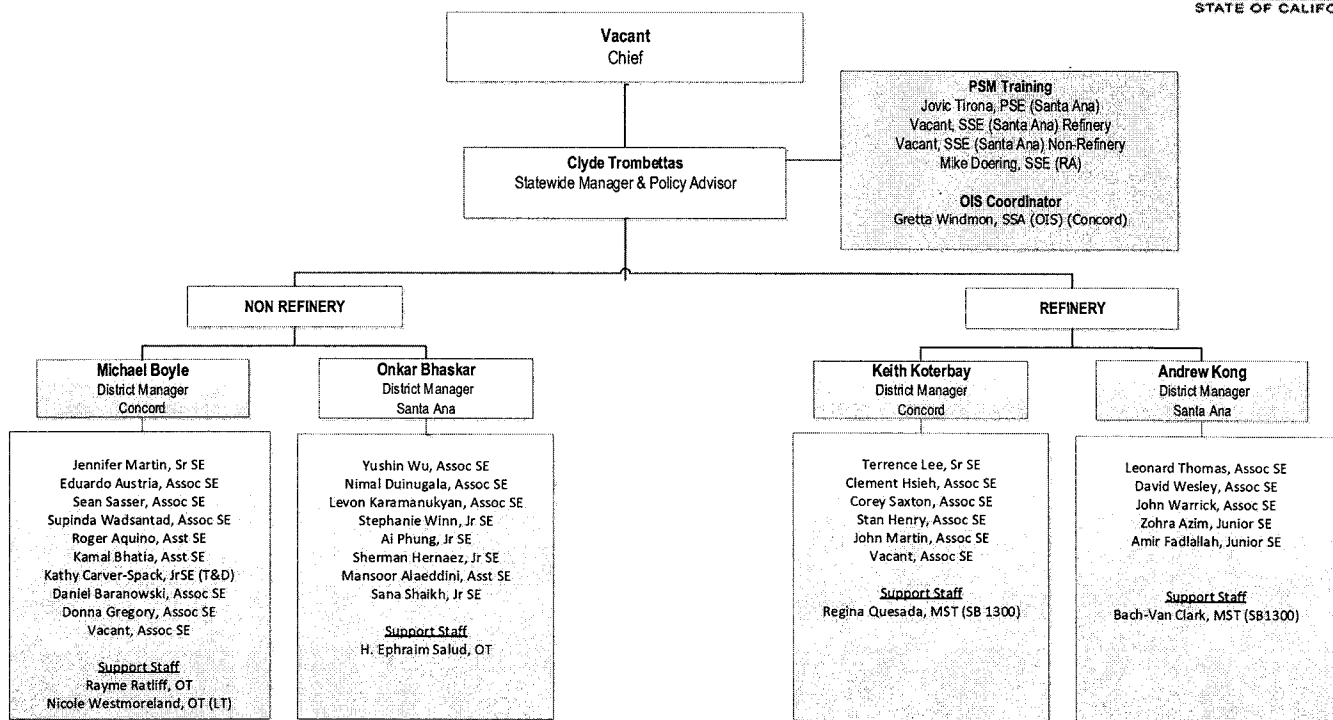 STATE OF CALIFO
Vacant
Chief
PSM Training
Jovic Tirona, PSE (Santa Ana)
Vacant, SSE (Santa Ana) Refinery
Vacant, SSE (Santa Ana) Non-Refinery
Mike Doering, SSE (RA)
OIS Coordinator
Gretta Windmon, SSA (OIS) (Concord)
Clyde Trombettas
Statewide Manager & Policy Advisor
NON REFINERY
REFINERY
Michael Boyle
District Manager
Concord
Jennifer Martin, Sr SE
Eduardo Austria, Assoc SE
Sean Sasser, Assoc SE
Supinda Wadsantad, Assoc SE
Roger Aquino, Asst SE
Kamal Bhatia, Asst SE
Kathy Carver-Spack, JrSE (T&D)
Daniel Baranowski, Assoc SE
Donna Gregory, Assoc SE
Vacant, Assoc SE
Support Staff
Rayme Ratliff, OT
Nicole Westmoreland, OT (LT)
Onkar Bhaskar
District Manager
Santa Ana
Yushin Wu, Assoc SE
Nimal Duinugala, Assoc SE
Levon Karamanukyan, Assoc SE
Stephanie Winn, Jr SE
Ai Phung, Jr SE
Sherman Hernaez, Jr SE
Mansoor Alaeddini, Asst SE
Sana Shaikh, Jr SE
Support Staff
H. Ephraim Salud, OT
Keith Koterbay
District Manager
Concord
Terrence Lee, Sr SE
Clement Hsieh, Assoc SE
Corey Saxton, Assoc SE
Stan Henry, Assoc SE
John Martin, Assoc SE
Vacant, Assoc SE
Support Staff
Regina Quesada, MST (SB 1300)
Andrew Kong
District Manager
Santa Ana
Leonard Thomas, Assoc SE
David Wesley, Assoc SE
John Warrick, Assoc SE
Zohra Azim, Junior SE
Amir Fadlallah, Junior SE
Support Staff
Bach-Van Clark, MST (SB1300)